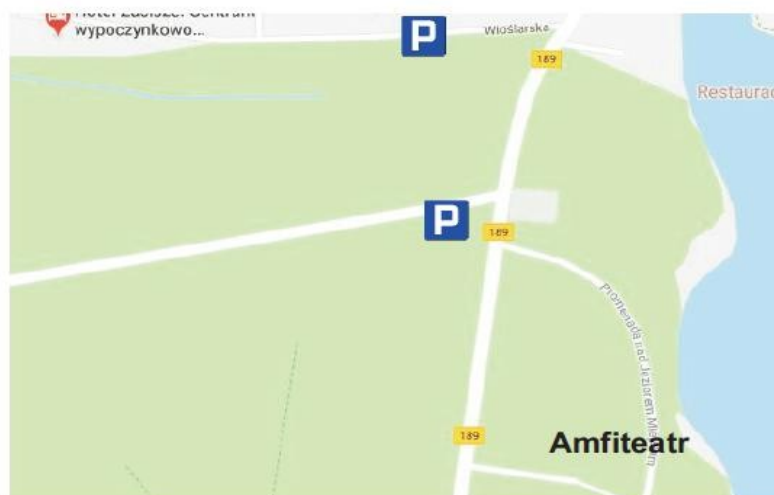 wypoczynkowo...
P
Wioślarska
189
Restaurac
P
189
Promenada nad Jeziorem
189
Amfiteatr